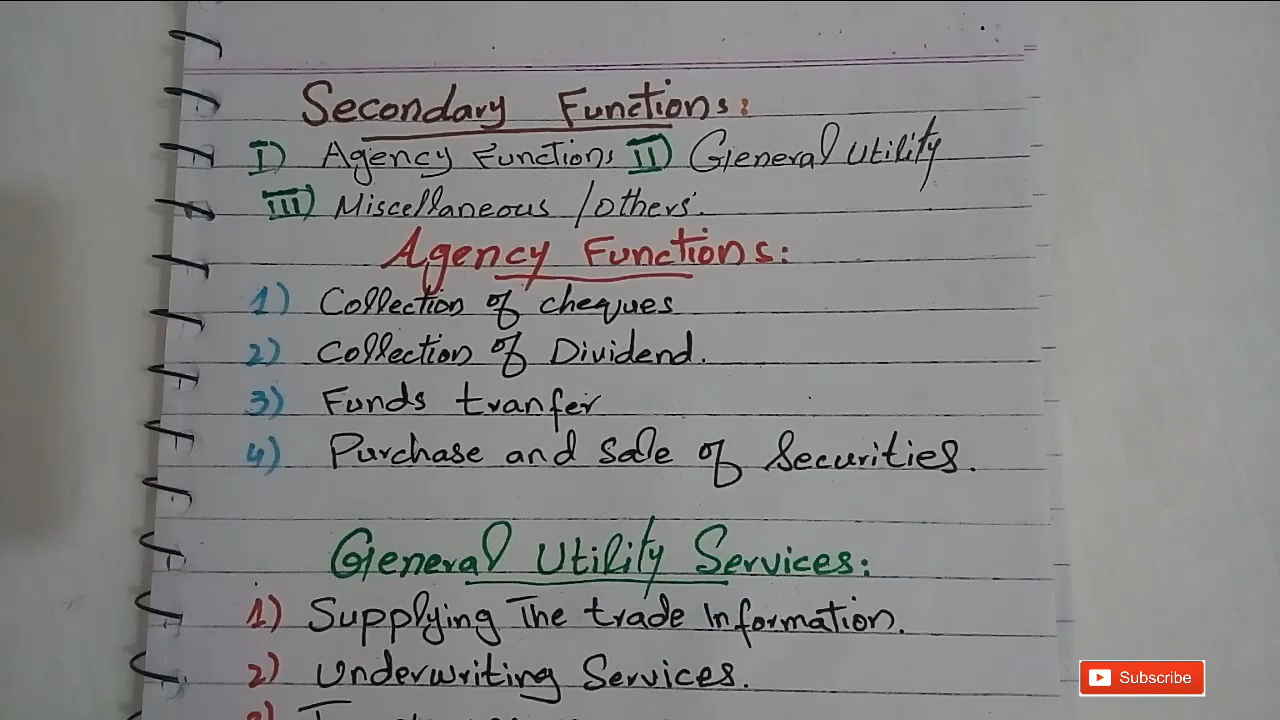 Secondary Functions:
I) Agency Functions II) General Utility
III) Miscellaneous / others.
Agency Functions:
1) Collection of cheques
2) Collection of Dividend.
3) Funds tranfer
4) Purchase and Sale of Securities.
General Utility Services:
1) Supplying The trade Information.
2) Underwriting Services.
Subscribe